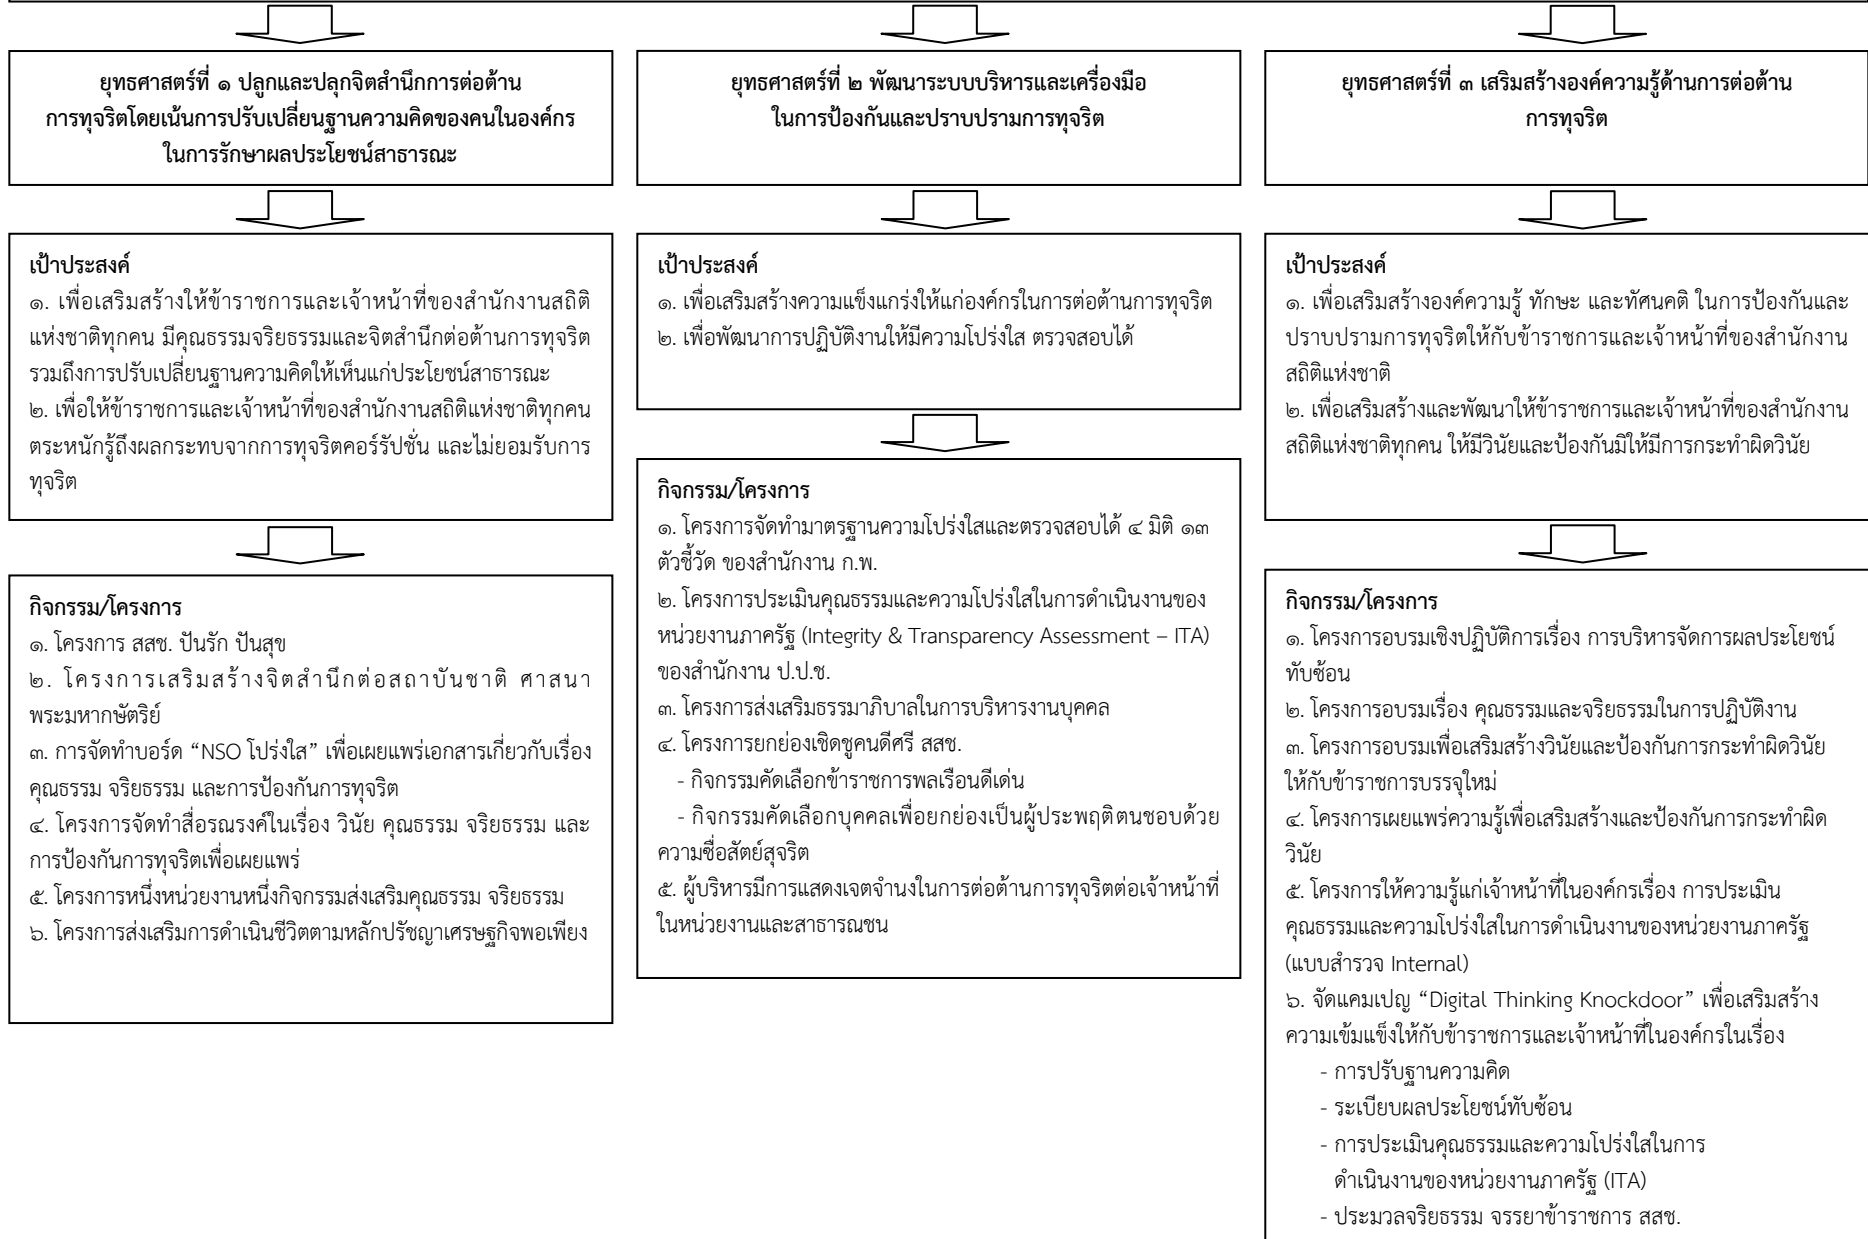 ยุทธศาสตร์ที่ ๑ ปลูกและปลุกจิตสำนึกการต่อต้าน
การทุจริตโดยเน้นการปรับเปลี่ยนฐานความคิดของคนในองค์กร
ในการรักษาผลประโยชน์สาธารณะ
เป้าประสงค์
๑. เพื่อเสริมสร้างให้ข้าราชการและเจ้าหน้าที่ของสำนักงานสถิติ
แห่งชาติทุกคน มีคุณธรรมจริยธรรมและจิตสำนึกต่อต้านการทุจริต
รวมถึงการปรับเปลี่ยนฐานความคิดให้เห็นแก่ประโยชน์สาธารณะ
๒. เพื่อให้ข้าราชการและเจ้าหน้าที่ของสำนักงานสถิติแห่งชาติทุกคน
ตระหนักรู้ถึงผลกระทบจากการทุจริตคอร์รัปชั่น และไม่ยอมรับการ
ทุจริต
กิจกรรม/โครงการ
๑. โครงการ สสช. ปันรัก ปันสุข
๒. โครงการเสริมสร้างจิตสำนึกต่อสถาบันชาติ ศาสนา
พระมหากษัตริย์
๓. การจัดทำบอร์ด “NSO โปร่งใส” เพื่อเผยแพร่เอกสารเกี่ยวกับเรื่อง
คุณธรรม จริยธรรม และการป้องกันการทุจริต
๔. โครงการจัดทำสื่อรณรงค์ในเรื่อง วินัย คุณธรรม จริยธรรม และ
การป้องกันการทุจริตเพื่อเผยแพร่
๕. โครงการหนึ่งหน่วยงานหนึ่งกิจกรรมส่งเสริมคุณธรรม จริยธรรม
๖. โครงการส่งเสริมการดำเนินชีวิตตามหลักปรัชญาเศรษฐกิจพอเพียง
ยุทธศาสตร์ที่ ๒ พัฒนาระบบบริหารและเครื่องมือ
ในการป้องกันและปราบปรามการทุจริต
เป้าประสงค์
๑. เพื่อเสริมสร้างความแข็งแกร่งให้แก่องค์กรในการต่อต้านการทุจริต
๒. เพื่อพัฒนาการปฏิบัติงานให้มีความโปร่งใส ตรวจสอบได้
กิจกรรม/โครงการ
๑. โครงการจัดทำมาตรฐานความโปร่งใสและตรวจสอบได้ ๔ มิติ ๑๓
ตัวชี้วัด ของสำนักงาน ก.พ.
๒. โครงการประเมินคุณธรรมและความโปร่งใสในการดำเนินงานของ
หน่วยงานภาครัฐ (Integrity & Transparency Assessment – ITA)
ของสำนักงาน ป.ป.ช.
๓. โครงการส่งเสริมธรรมาภิบาลในการบริหารงานบุคคล
๔. โครงการยกย่องเชิดชูคนดีศรี สสช.
- กิจกรรมคัดเลือกข้าราชการพลเรือนดีเด่น
- กิจกรรมคัดเลือกบุคคลเพื่อยกย่องเป็นผู้ประพฤติตนชอบด้วย
ความซื่อสัตย์สุจริต
๕. ผู้บริหารมีการแสดงเจตจำนงในการต่อต้านการทุจริตต่อเจ้าหน้าที่
ในหน่วยงานและสาธารณชน
ยุทธศาสตร์ที่ ๓ เสริมสร้างองค์ความรู้ด้านการต่อต้าน
การทุจริต
เป้าประสงค์
๑. เพื่อเสริมสร้างองค์ความรู้ ทักษะ และทัศนคติ ในการป้องกันและ
ปราบปรามการทุจริตให้กับข้าราชการและเจ้าหน้าที่ของสำนักงาน
สถิติแห่งชาติ
๒. เพื่อเสริมสร้างและพัฒนาให้ข้าราชการและเจ้าหน้าที่ของสำนักงาน
สถิติแห่งชาติทุกคน ให้มีวินัยและป้องกันมิให้มีการกระทำผิดวินัย
กิจกรรม/โครงการ
๑. โครงการอบรมเชิงปฏิบัติการเรื่อง การบริหารจัดการผลประโยชน์
ทับซ้อน
๒. โครงการอบรมเรื่อง คุณธรรมและจริยธรรมในการปฏิบัติงาน
๓. โครงการอบรมเพื่อเสริมสร้างวินัยและป้องกันการกระทำผิดวินัย
ให้กับข้าราชการบรรจุใหม่
๔. โครงการเผยแพร่ความรู้เพื่อเสริมสร้างและป้องกันการกระทำผิด
วินัย
๕. โครงการให้ความรู้แก่เจ้าหน้าที่ในองค์กรเรื่อง การประเมิน
คุณธรรมและความโปร่งใสในการดำเนินงานของหน่วยงานภาครัฐ
(แบบสำรวจ Internal)
๖. จัดแคมเปญ “Digital Thinking Knockdoor” เพื่อเสริมสร้าง
ความเข้มแข็งให้กับข้าราชการและเจ้าหน้าที่ในองค์กรในเรื่อง
- การปรับฐานความคิด
- ระเบียบผลประโยชน์ทับซ้อน
- การประเมินคุณธรรมและความโปร่งใสในการ
ดำเนินงานของหน่วยงานภาครัฐ (ITA)
- ประมวลจริยธรรม จรรยาข้าราชการ สสช.